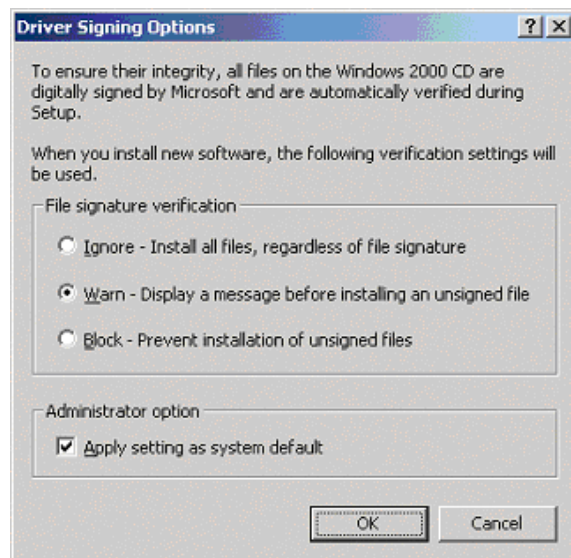 Driver Signing Options
To ensure their integrity, all files on the Windows 2000 CD are
digitally signed by Microsoft and are automatically verified during
Setup.
When you install new software, the following verification settings will
be used.
File signature verification
Ignore - Install all files, regardless of file signature
Warn - Display a message before installing an unsigned file
Block - Prevent installation of unsigned files
Administrator option
Apply setting as system default
OK Cancel